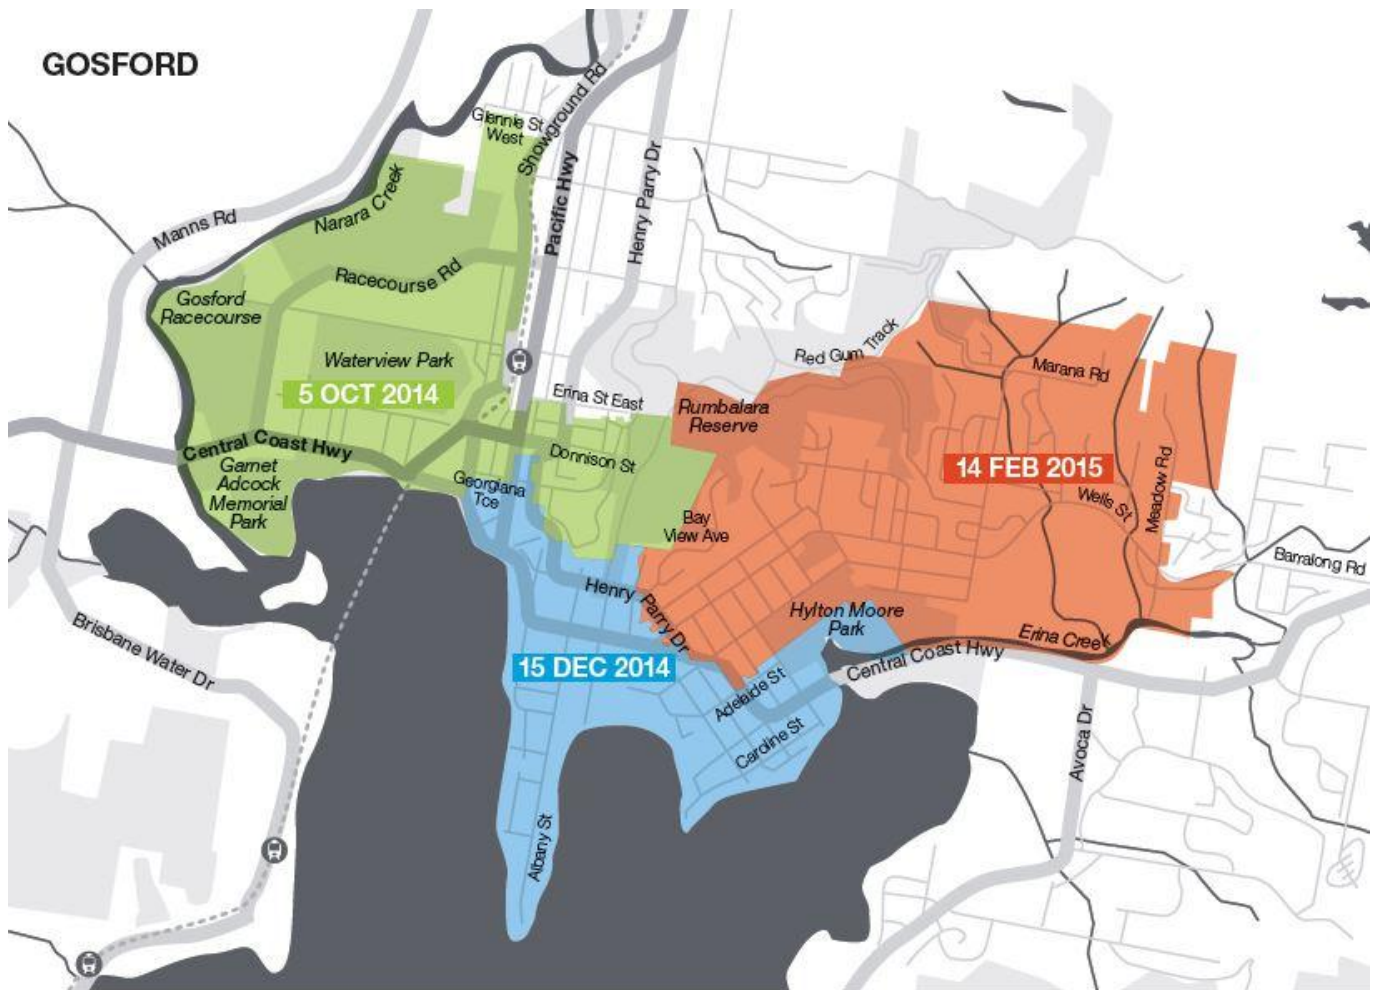 GOSFORD
Glennie St
West
Showground Rd
Pacific Hwy
Henry Parry Dr
Manns Rd
Narara Creek
Racecourse Rd
Gosford
Racecourse
Waterview Park
5 OCT 2014
Erina St East
Red Gum Track
Marana Rd
Rumbalara
Reserve
Central Coast Hwy
Donnison St
14 FEB 2015
Garnet
Adcock
Memorial
Park
Georgiana
Tce
Wells St
Meadow Rd
Bay
View Ave
Barralong Rd
Henry Parry Dr
Hylton Moore
Park
Erina Creek
Brisbane Water Dr
15 DEC 2014
Central Coast Hwy
Adelaide St
Caroline St
Avoca Dr
Albany St